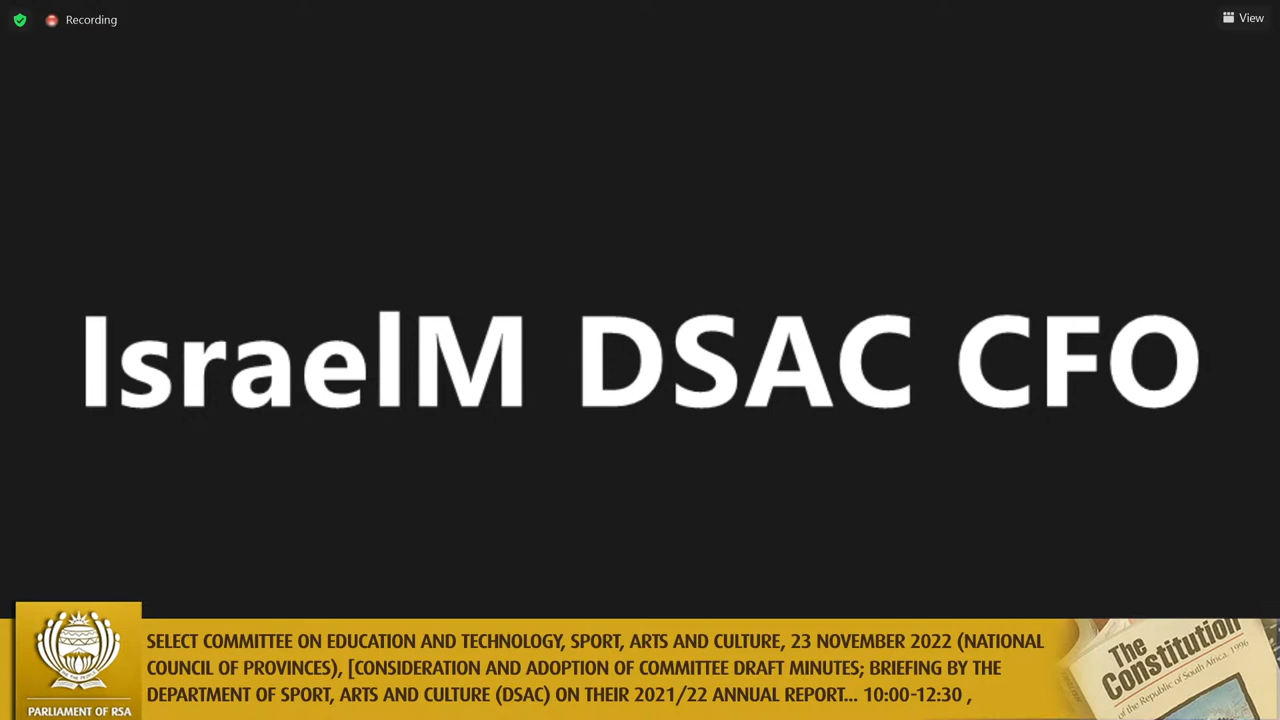 Recording
View
IsraelM DSAC CFO
SELECT COMMITTEE ON EDUCATION AND TECHNOLOGY, SPORT, ARTS AND CULTURE, 23 NOVEMBER 2022 (NATIONAL
COUNCIL OF PROVINCES), [CONSIDERATION AND ADOPTION OF COMMITTEE DRAFT MINUTES; BRIEFING BY THE
DEPARTMENT OF SPORT, ARTS AND CULTURE (DSAC) ON THEIR 2021/22 ANNUAL REPORT... 10:00-12:30 ,
PARLIAMENT OF RSA
The
Constitution
of the Republic of South Africa, 1996